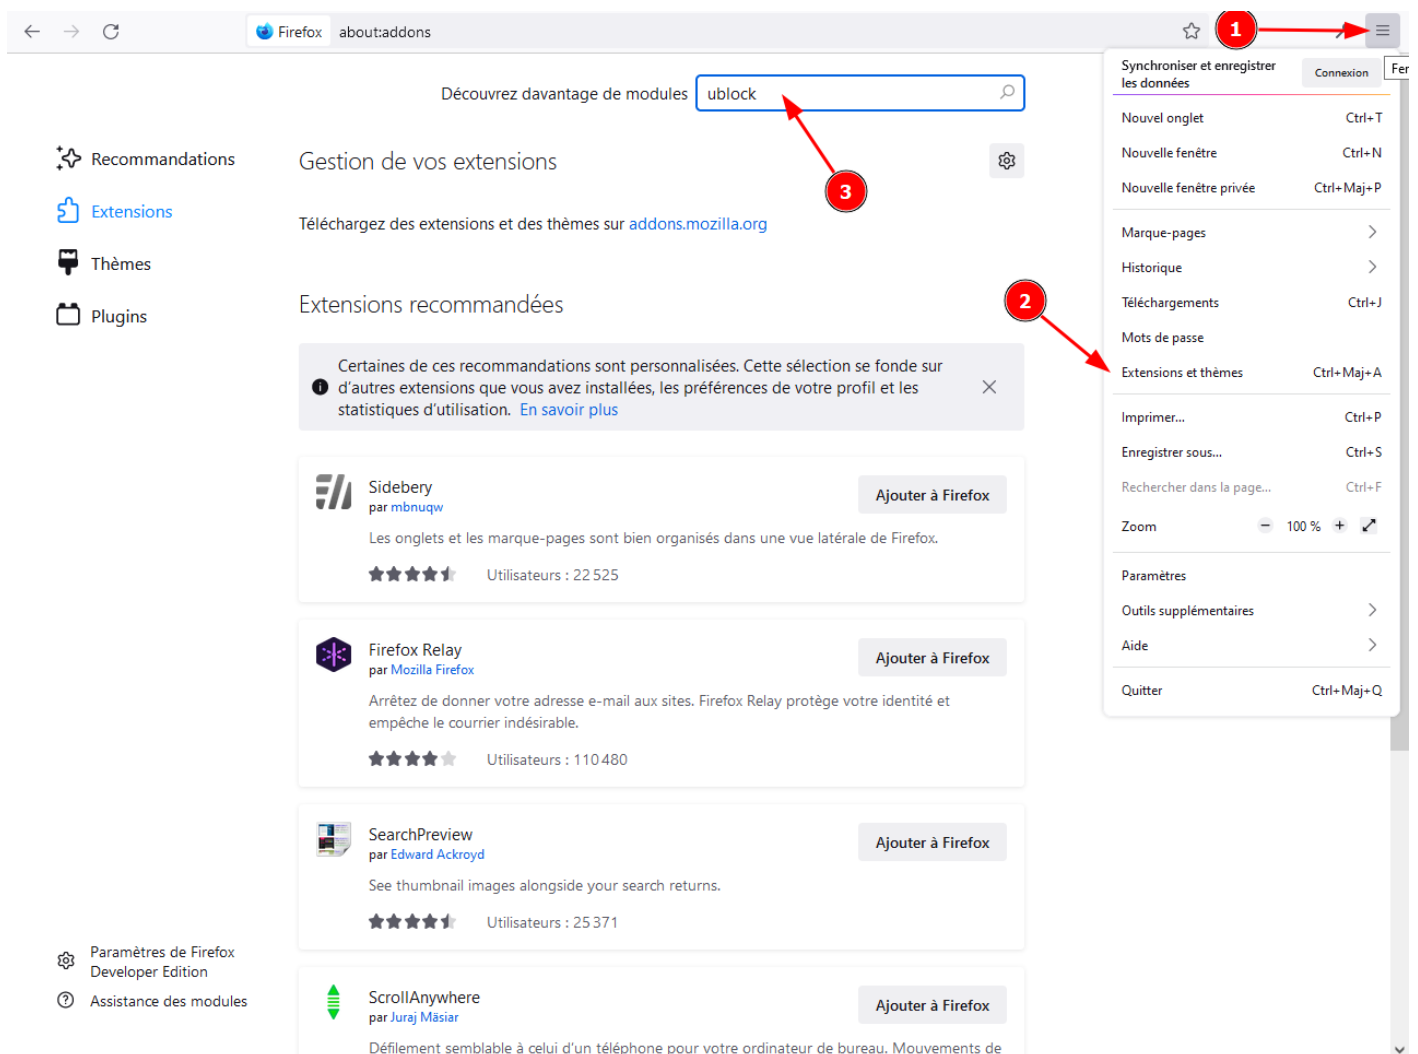 Firefox about:addons
1
Synchroniser et enregistrer
les données
Connexion
Fer
Découvrez davantage de modules
ublock
3
Recommandations
Extensions
Thèmes
Plugins
Gestion de vos extensions
Téléchargez des extensions et des thèmes sur addons.mozilla.org
Extensions recommandées
Certaines de ces recommandations sont personnalisées. Cette sélection se fonde sur
d’autres extensions que vous avez installées, les préférences de votre profil et les
statistiques d’utilisation. En savoir plus
Sidebery
par mbnuqw
Ajouter à Firefox
Les onglets et les marque-pages sont bien organisés dans une vue latérale de Firefox.
Utilisateurs : 22 525
Firefox Relay
par Mozilla Firefox
Ajouter à Firefox
Arrêtez de donner votre adresse e-mail aux sites. Firefox Relay protège votre identité et
empêche le courrier indésirable.
Utilisateurs : 110 480
SearchPreview
par Edward Ackroyd
Ajouter à Firefox
See thumbnail images alongside your search returns.
Utilisateurs : 25 371
ScrollAnywhere
par Juraj Mäsiar
Ajouter à Firefox
Défilement semblable à celui d'un téléphone pour votre ordinateur de bureau. Mouvements de
Paramètres de Firefox
Developer Edition
Assistance des modules
Nouvel onglet Ctrl+T
Nouvelle fenêtre Ctrl+N
Nouvelle fenêtre privée Ctrl+Maj+P
Marque-pages
Historique
Téléchargements Ctrl+J
Mots de passe
2
Extensions et thèmes Ctrl+Maj+A
Imprimer... Ctrl+P
Enregistrer sous... Ctrl+S
Rechercher dans la page... Ctrl+F
Zoom − 100 % +
Paramètres
Outils supplémentaires
Aide
Quitter Ctrl+Maj+Q